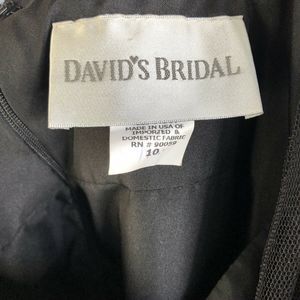 DAVID'S BRIDAL
MADE IN USA OF
IMPORTED &
DOMESTIC FABRIC
RN # 90059
10